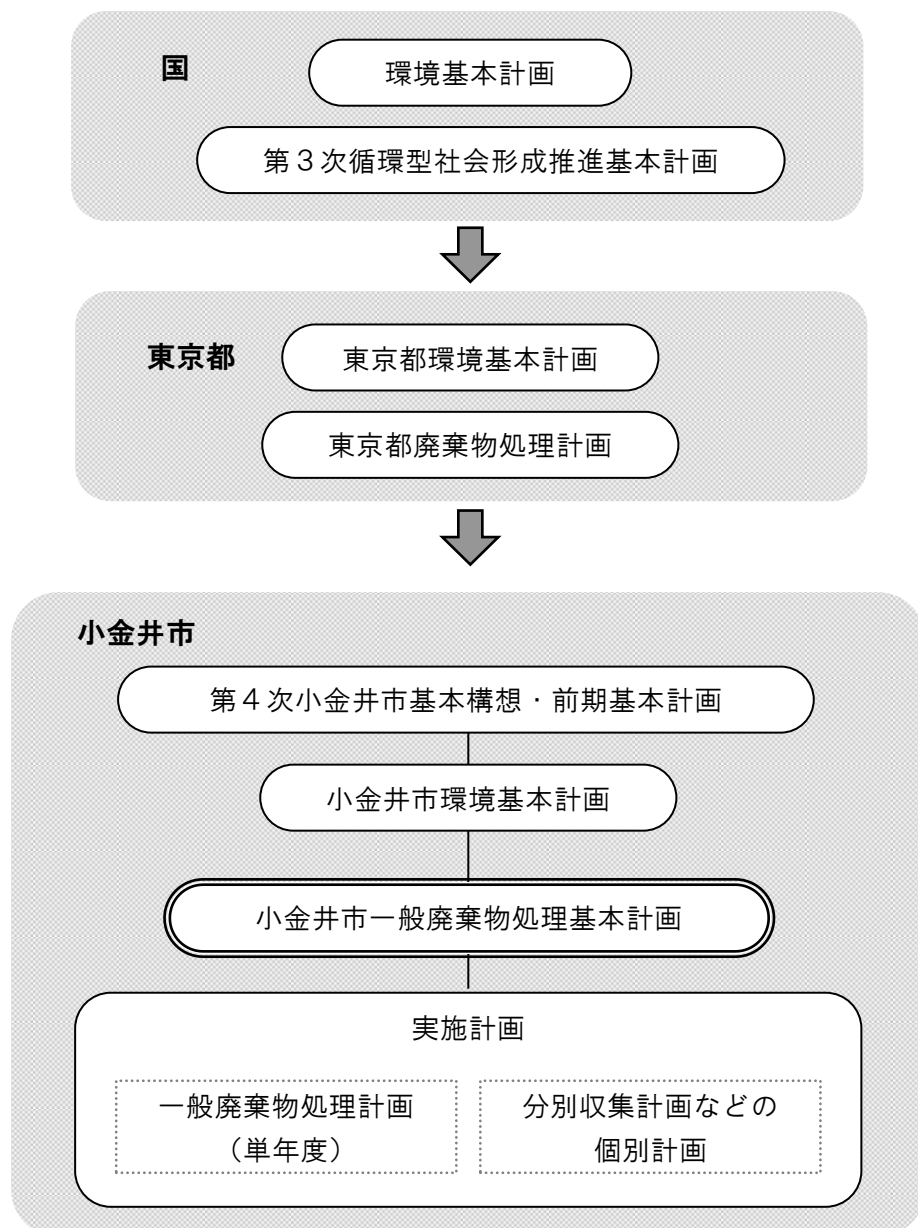 国
環境基本計画
第３次循環型社会形成推進基本計画
東京都
東京都環境基本計画
東京都廃棄物処理計画
小金井市
第４次小金井市基本構想・前期基本計画
小金井市環境基本計画
小金井市一般廃棄物処理基本計画
実施計画
一般廃棄物処理計画
（単年度）
分別収集計画などの
個別計画